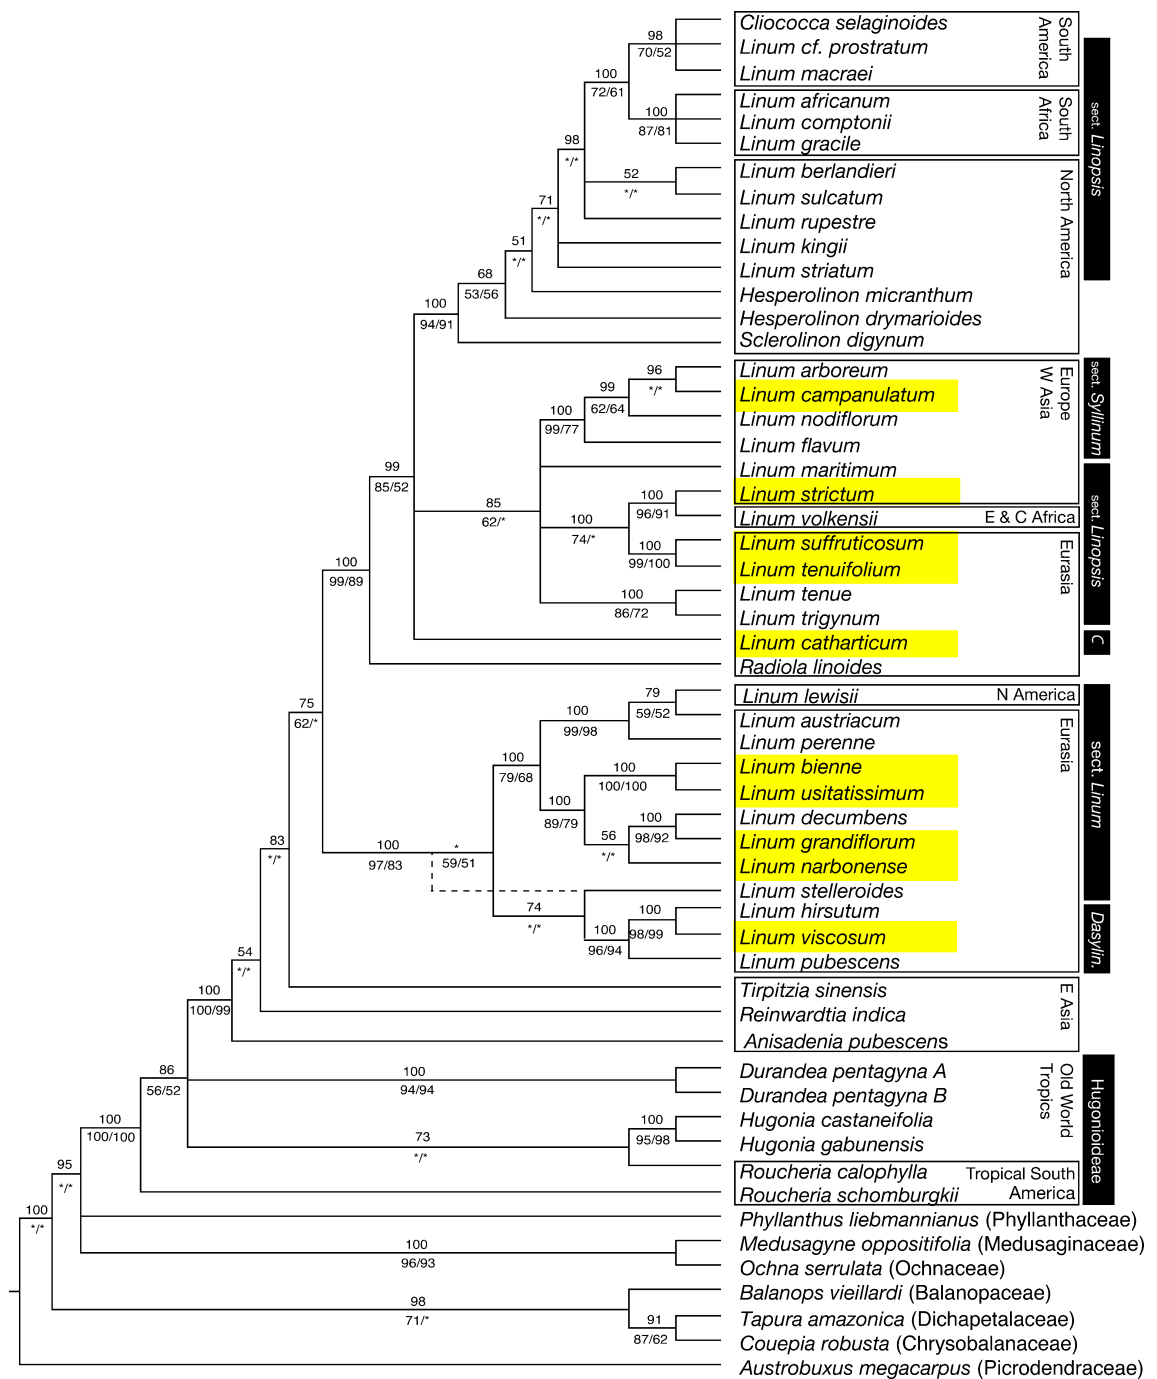 Cliococca selaginoides
Linum cf. prostratum
Linum macraei
South America
98
70/52
100
72/61
Linum africanum
Linum comptonii
Linum gracile
South Africa
100
87/81
sect. Linopsis
98
*/*
Linum berlandieri
Linum sulcatum
Linum rupestre
Linum kingii
Linum striatum
Hesperolinon micranthum
Hesperolinon drymarioides
Sclerolinon digynum
North America
52
*/*
71
*/*
51
*/*
68
53/56
100
94/91
Linum arboreum
Linum campanulatum
Linum nodiflorum
Linum flavum
Linum maritimum
Linum strictum
Europe W Asia
sect. Syllinum
96
*/*
99
62/64
100
99/77
99
85/52
85
62/*
100
96/91
Linum volkensii
E & C Africa
100
74/*
100
99/100
Linum suffruticosum
Linum tenuifolium
Linum tenue
Linum trigynum
Linum catharticum
Radiola linoides
Eurasia
sect. Linopsis
C
100
86/72
100
99/89
Linum lewisii
N America
79
59/52
100
99/98
75
62/*
Linum austriacum
Linum perenne
Linum bienne
Linum usitatissimum
Linum decumbens
Linum grandiflorum
Linum narbonense
Linum stelleroides
Linum hirsutum
Linum viscosum
Linum pubescens
Eurasia
sect. Linum
Dasylin.
100
79/68
100
100/100
100
89/79
100
98/92
56
*/*
100
97/83
*
59/51
83
*/*
74
*/*
100
98/99
100
96/94
54
*/*
Tirpitzia sinensis
Reinwardtia indica
Anisadenia pubescens
E Asia
100
100/99
Durandea pentagyna A
Durandea pentagyna B
Hugonia castaneifolia
Hugonia gabunensis
Old World Tropics
Hugonioideae
100
94/94
86
56/52
100
95/98
73
*/*
100
100/100
Roucheria calophylla
Roucheria schomburgkii
Tropical South
America
95
*/*
100
*/*
Phyllanthus liebmannianus (Phyllanthaceae)
Medusagyne oppositifolia (Medusaginaceae)
Ochna serrulata (Ochnaceae)
100
96/93
Balanops vieillardi (Balanopaceae)
Tapura amazonica (Dichapetalaceae)
Couepia robusta (Chrysobalanaceae)
98
71/*
91
87/62
Austrobuxus megacarpus (Picrodendraceae)